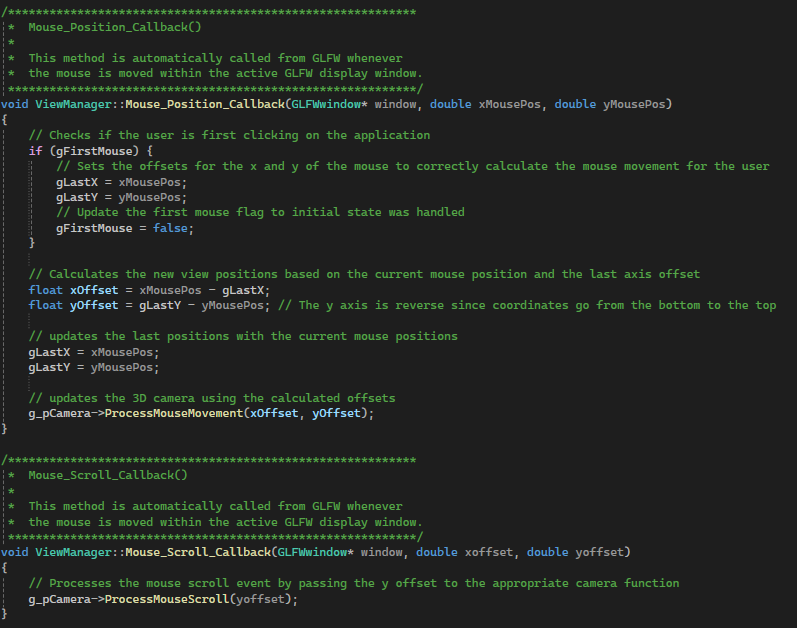 /***********************************************************
 *  Mouse_Position_Callback()
 *
 *  This method is automatically called from GLFW whenever
 *  the mouse is moved within the active GLFW display window.
 ***********************************************************/
void ViewManager::Mouse_Position_Callback(GLFWwindow* window, double xMousePos, double yMousePos)
{
    // Checks if the user is first clicking on the application
    if (gFirstMouse) {
        // Sets the offsets for the x and y of the mouse to correctly calculate the mouse movement for the user
        gLastX = xMousePos;
        gLastY = yMousePos;
        // Update the first mouse flag to initial state was handled
        gFirstMouse = false;
    }

    // Calculates the new view positions based on the current mouse position and the last axis offset
    float xOffset = xMousePos - gLastX;
    float yOffset = gLastY - yMousePos; // The y axis is reverse since coordinates go from the bottom to the top

    // updates the last positions with the current mouse positions
    gLastX = xMousePos;
    gLastY = yMousePos;

    // updates the 3D camera using the calculated offsets
    g_pCamera->ProcessMouseMovement(xOffset, yOffset);
}

/***********************************************************
 *  Mouse_Scroll_Callback()
 *
 *  This method is automatically called from GLFW whenever
 *  the mouse is moved within the active GLFW display window.
 ***********************************************************/
void ViewManager::Mouse_Scroll_Callback(GLFWwindow* window, double xoffset, double yoffset)
{
    // Processes the mouse scroll event by passing the y offset to the appropriate camera function
    g_pCamera->ProcessMouseScroll(yoffset);
}